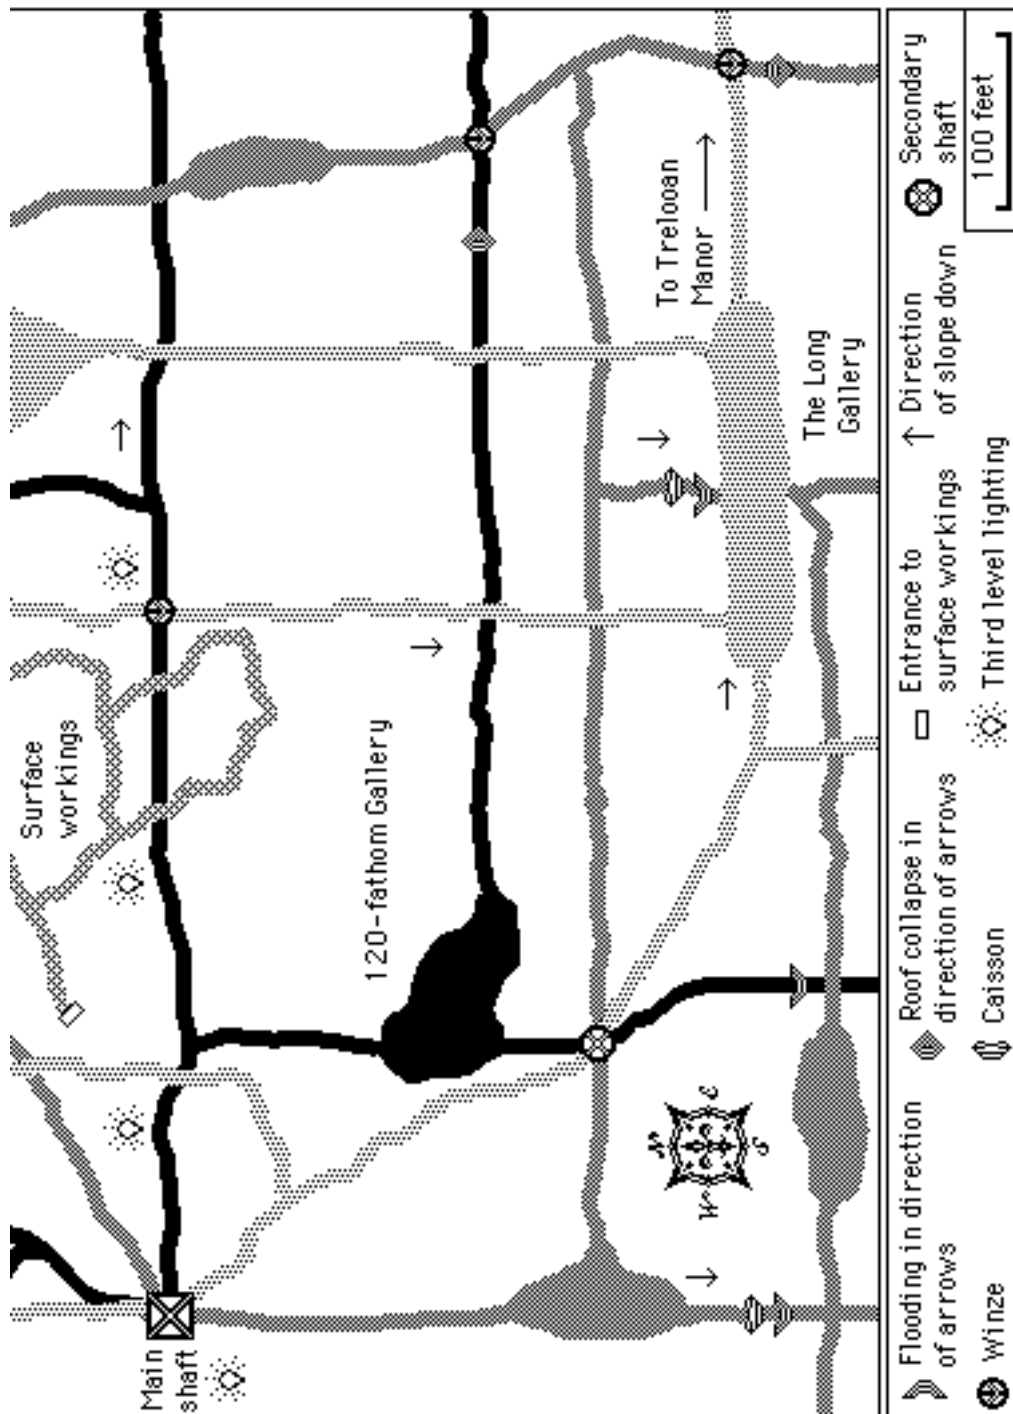 Surface
workings
120-fathom Gallery
Main
shaft
To Trelooan
Manor
The Long
Gallery
N
W
E
S
Flooding in direction
of arrows
Winze
Roof collapse in
direction of arrows
Caisson
Entrance to
surface workings
Third level lighting
Direction
of slope down
Secondary
shaft
100 feet